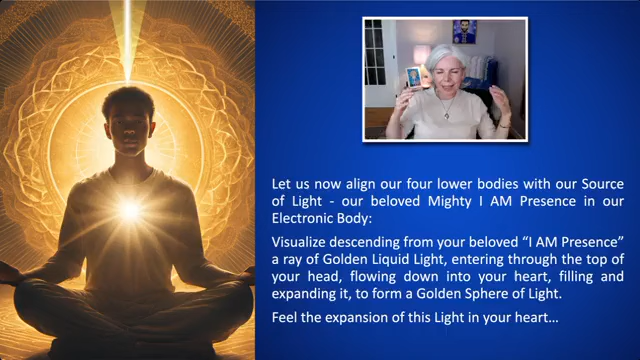 Let us now align our four lower bodies with our Source
of Light - our beloved Mighty I AM Presence in our
Electronic Body:
Visualize descending from your beloved “I AM Presence”
a ray of Golden Liquid Light, entering through the top of
your head, flowing down into your heart, filling and
expanding it, to form a Golden Sphere of Light.
Feel the expansion of this Light in your heart…